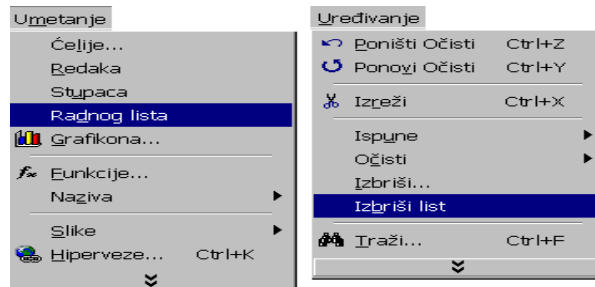 Umetanje
Ćelije...
Redaka
Stupaca
Radnog lista
Grafikona...
Funkcije...
Naziva
Slike
Hiperveze... Ctrl+K
Uređivanje
Poništi Očisti Ctrl+Z
Ponovi Očisti Ctrl+Y
Izreži Ctrl+X
Ispune
Očisti
Izbriši...
Izbriši list
Traži... Ctrl+F